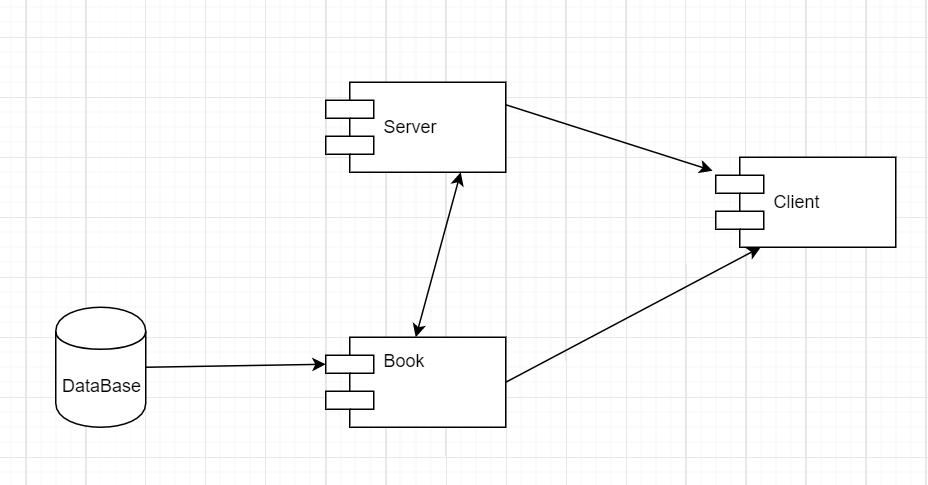 Server
Client
Book
DataBase